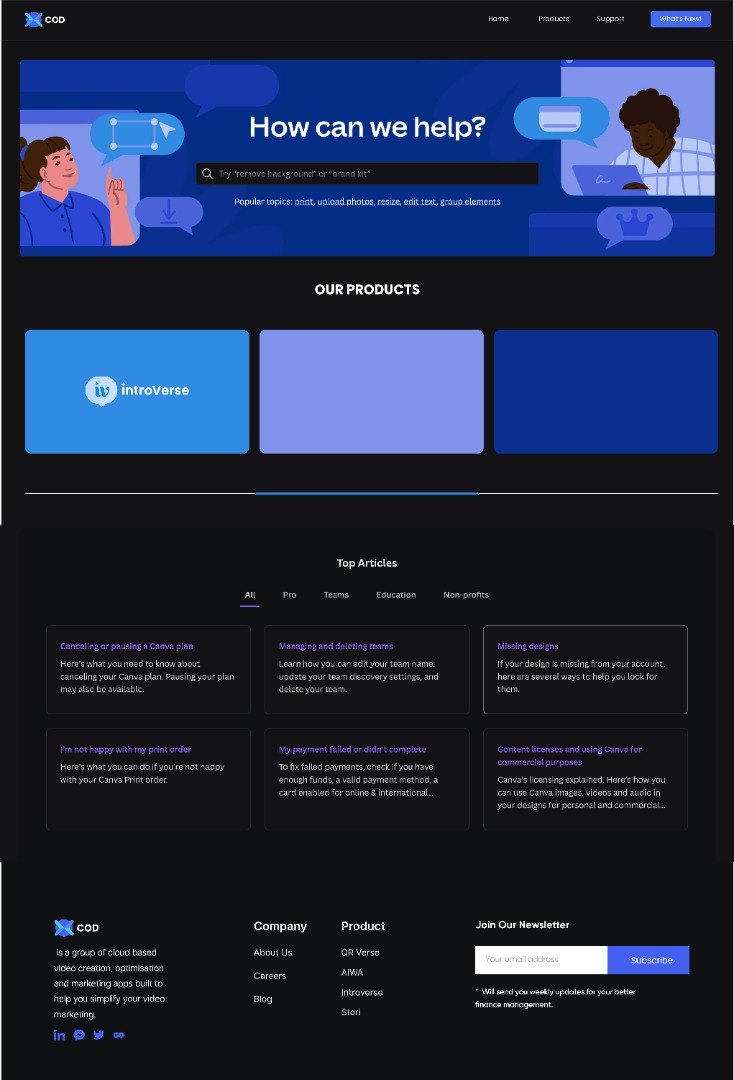 COD
Home Products Support What's New!
How can we help?
Try "remove background" or "brand kit"
Popular topics: print, upload photos, resize, edit text, group elements
OUR PRODUCTS
iv introVerse
Top Articles
All Pro Teams Education Non-profits
Canceling or pausing a Canva plan
Here's what you need to know about
canceling your Canva plan. Pausing your plan
may also be available.
Managing and deleting teams
Learn how you can edit your team name,
update your team discovery settings, and
delete your team.
Missing designs
If your design is missing from your account,
here are several ways to help you look for
them.
I'm not happy with my print order
Here's what you can do if you're not happy
with your Canva Print order.
My payment failed or didn't complete
To fix failed payments, check if you have
enough funds, a valid payment method, a
card enabled for online & international...
Content licenses and using Canva for
commercial purposes
Canva's licensing explained. Here's how you
can use Canva images, videos and audio in
your designs for personal and commercial...
COD
is a group of cloud based
video creation, optimisation
and marketing apps built to
help you simplify your video
marketing.
Company
About Us
Careers
Blog
Product
QR Verse
AIWA
Introverse
Stori
Join Our Newsletter
Your email address
Subscribe
* Will send you weekly updates for your better
finance management.